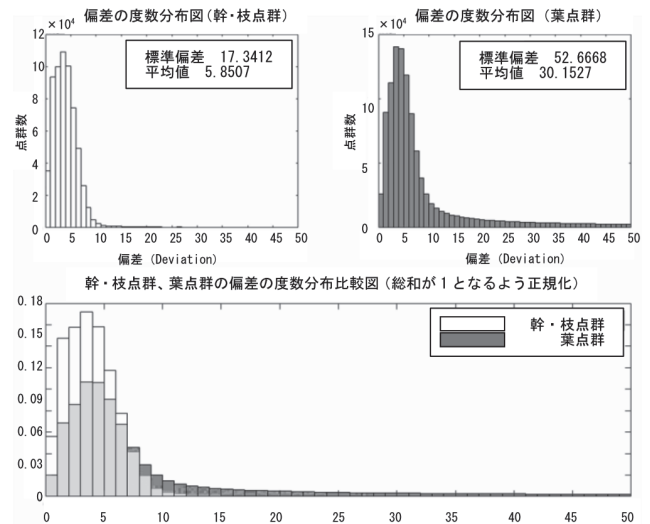 偏差の度数分布図（幹・枝点群）
×10⁴
12
10
8
6
4
2
0
点群数
標準偏差 17.3412
平均値 5.8507
0 5 10 15 20 25 30 35 40 45 50
偏差 (Deviation)
偏差の度数分布図（葉点群）
×10⁴
15
10
5
0
点群数
標準偏差 52.6668
平均値 30.1527
0 5 10 15 20 25 30 35 40 45 50
偏差 (Deviation)
幹・枝点群、葉点群の偏差の度数分布比較図（総和が1となるよう正規化）
0.18
0.15
0.12
0.09
0.06
0.03
0
幹・枝点群
葉点群
0 5 10 15 20 25 30 35 40 45 50